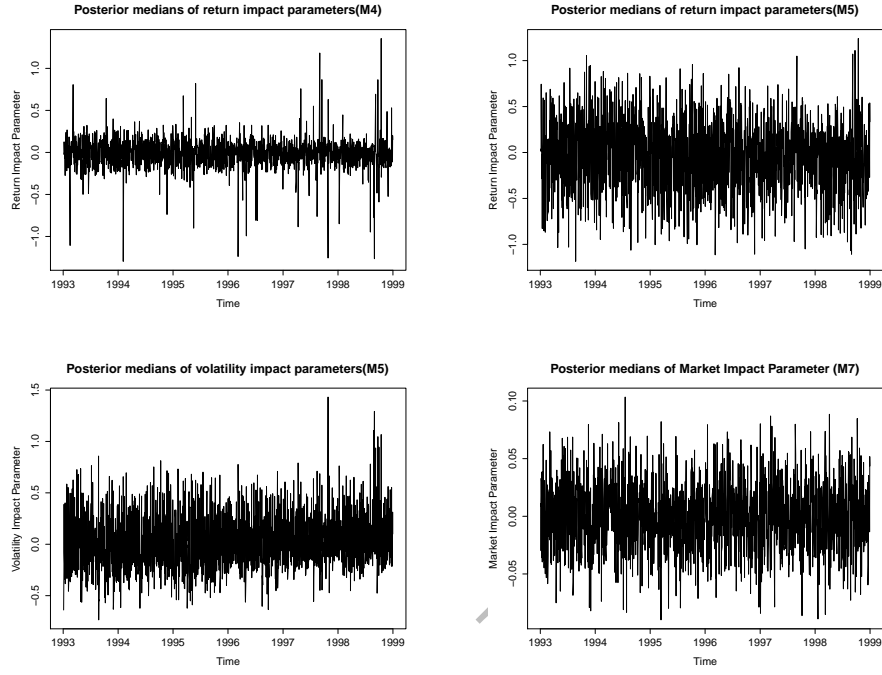 Posterior medians of return impact parameters(M4)
Return Impact Parameter
1.0
0.5
0.0
−0.5
−1.0
1993 1994 1995 1996 1997 1998 1999
Time
Posterior medians of return impact parameters(M5)
Return Impact Parameter
1.0
0.5
0.0
−0.5
−1.0
1993 1994 1995 1996 1997 1998 1999
Time
Posterior medians of volatility impact parameters(M5)
Volatility Impact Parameter
1.5
1.0
0.5
0.0
−0.5
1993 1994 1995 1996 1997 1998 1999
Time
Posterior medians of Market Impact Parameter (M7)
Market Impact Parameter
0.10
0.05
0.00
−0.05
1993 1994 1995 1996 1997 1998 1999
Time